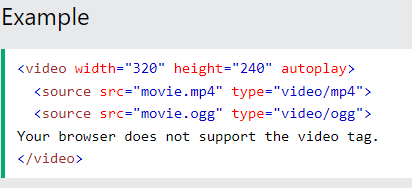 Example
<video width="320" height="240" autoplay>
<source src="movie.mp4" type="video/mp4">
<source src="movie.ogg" type="video/ogg">
Your browser does not support the video tag.
</video>